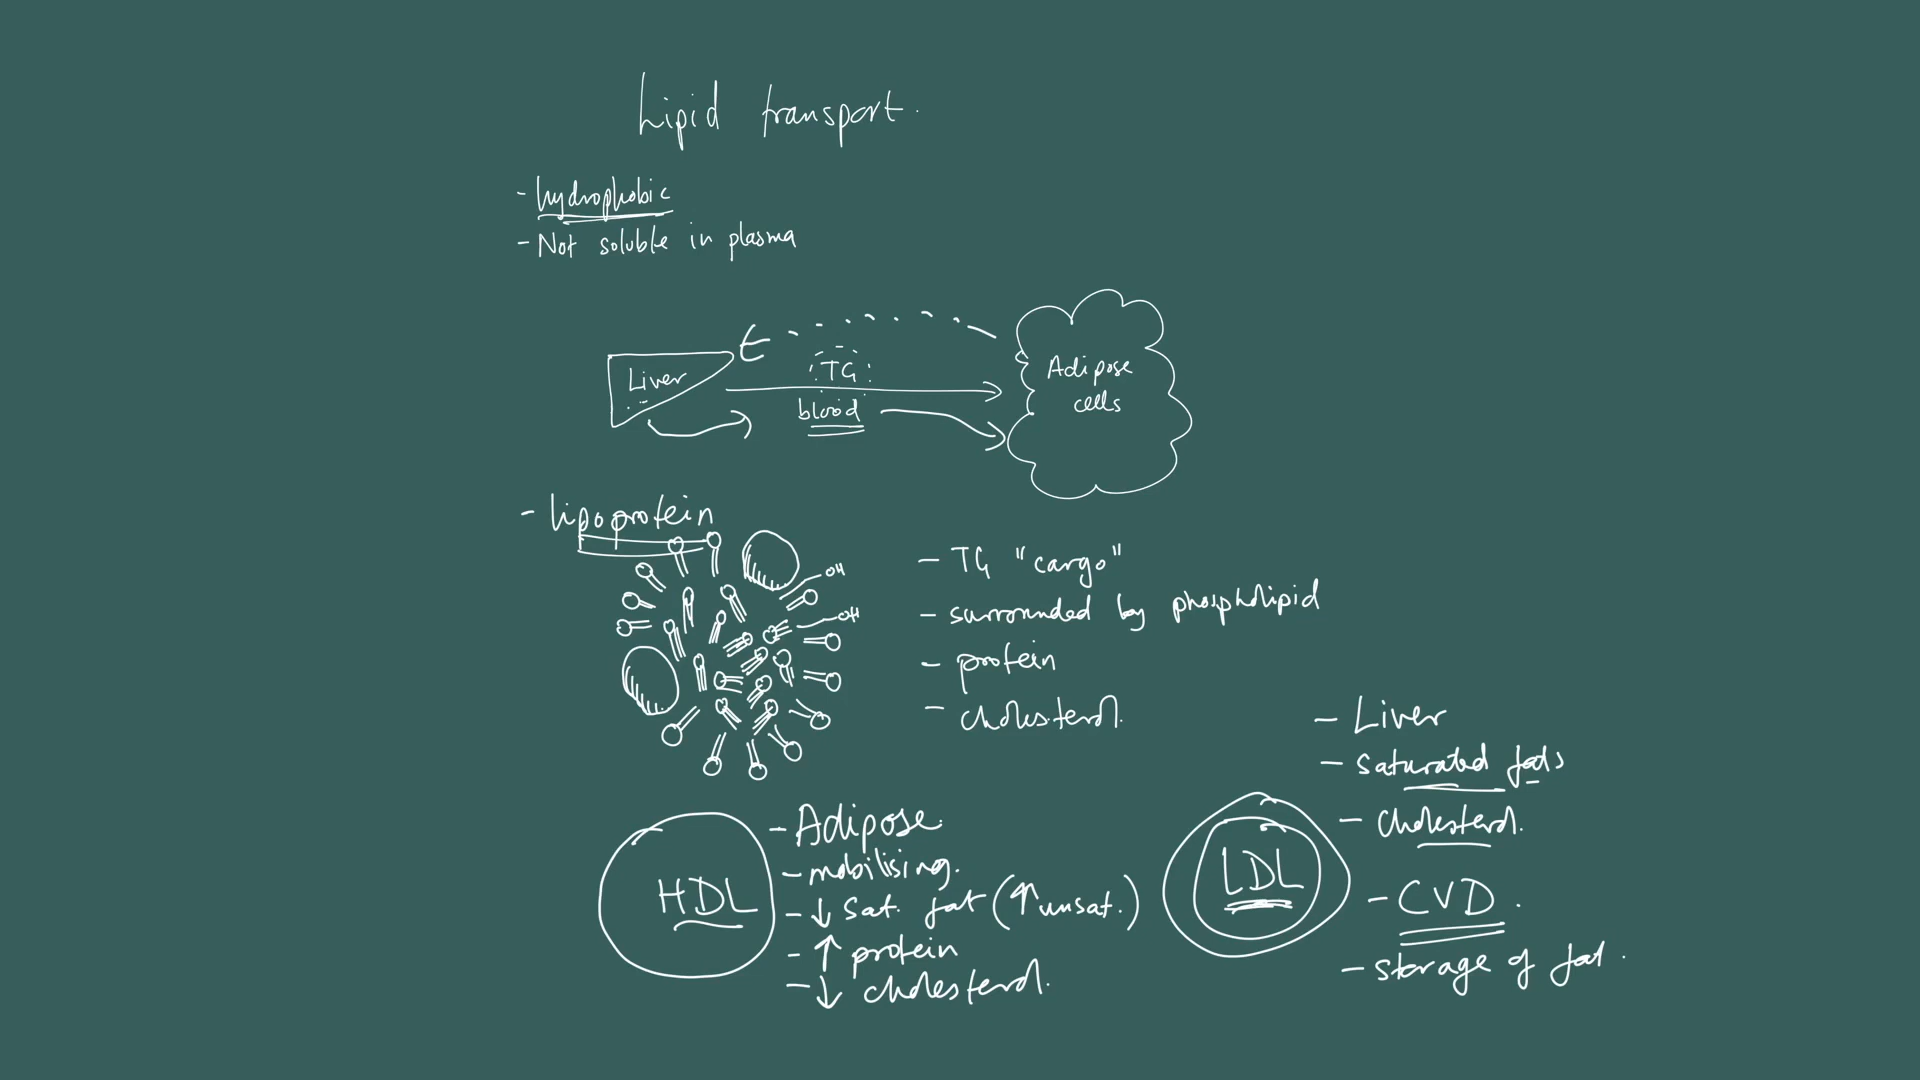 Lipid transport.
- hydrophobic
- Not soluble in plasma
Liver
TG
blood
Adipose
cells
- lipoprotein
OH
OH
- TG "cargo"
- surrounded by phospholipid
- protein
- cholesterol.
HDL
- Adipose.
- mobilising.
- ↓ sat. fat (↑ unsat.)
- ↑ protein
- ↓ cholesterol.
LDL
- Liver
- saturated fats
- cholesterol.
- CVD.
- storage of fat.